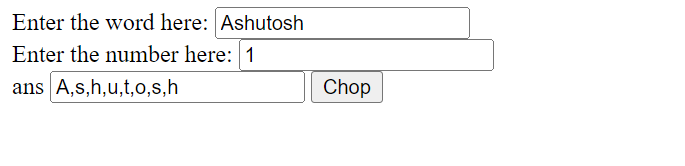 Enter the word here: Ashutosh
Enter the number here: 1
ans A,s,h,u,t,o,s,h Chop